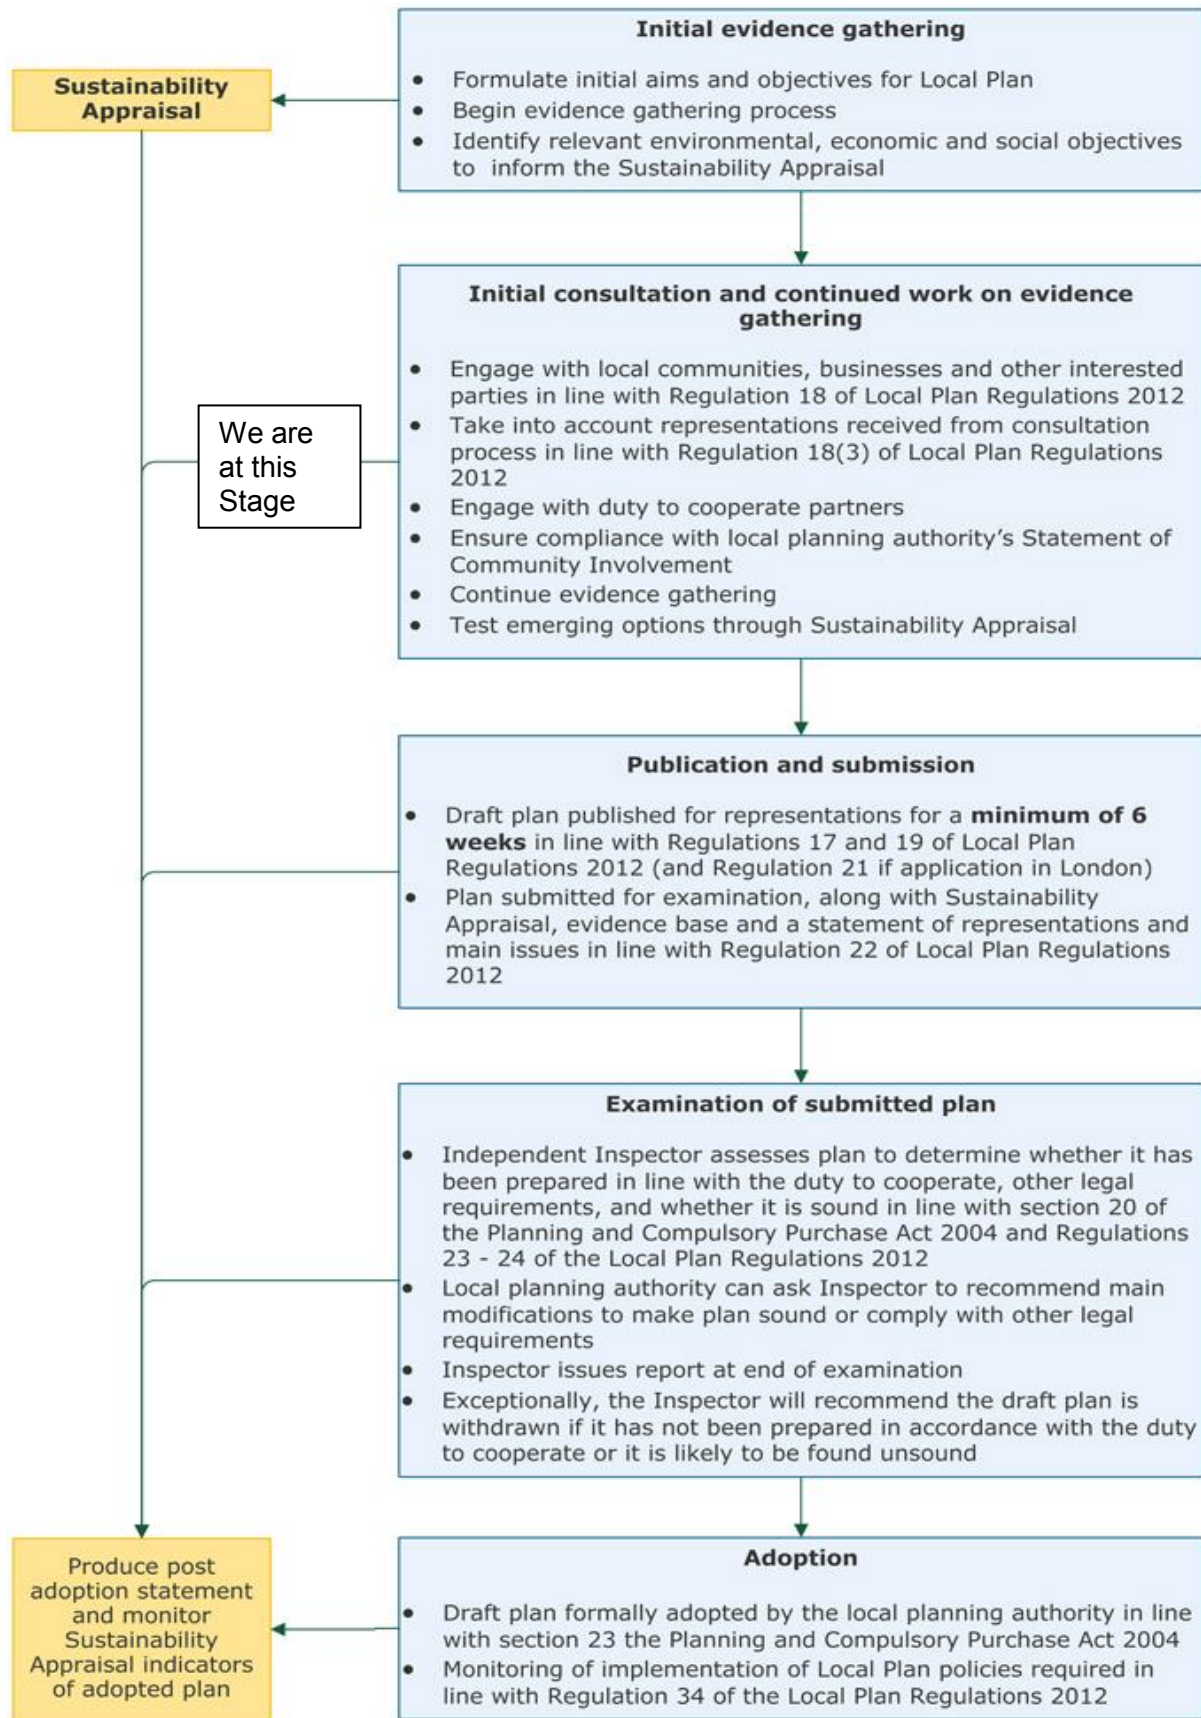 Initial evidence gathering
• Formulate initial aims and objectives for Local Plan
• Begin evidence gathering process
• Identify relevant environmental, economic and social objectives
to inform the Sustainability Appraisal
Sustainability
Appraisal
Initial consultation and continued work on evidence
gathering
• Engage with local communities, businesses and other interested
parties in line with Regulation 18 of Local Plan Regulations 2012
• Take into account representations received from consultation
process in line with Regulation 18(3) of Local Plan Regulations
2012
• Engage with duty to cooperate partners
• Ensure compliance with local planning authority’s Statement of
Community Involvement
• Continue evidence gathering
• Test emerging options through Sustainability Appraisal
We are
at this
Stage
Publication and submission
• Draft plan published for representations for a minimum of 6
weeks in line with Regulations 17 and 19 of Local Plan
Regulations 2012 (and Regulation 21 if application in London)
• Plan submitted for examination, along with Sustainability
Appraisal, evidence base and a statement of representations and
main issues in line with Regulation 22 of Local Plan Regulations
2012
Examination of submitted plan
• Independent Inspector assesses plan to determine whether it has
been prepared in line with the duty to cooperate, other legal
requirements, and whether it is sound in line with section 20 of
the Planning and Compulsory Purchase Act 2004 and Regulations
23 - 24 of the Local Plan Regulations 2012
• Local planning authority can ask Inspector to recommend main
modifications to make plan sound or comply with other legal
requirements
• Inspector issues report at end of examination
• Exceptionally, the Inspector will recommend the draft plan is
withdrawn if it has not been prepared in accordance with the duty
to cooperate or it is likely to be found unsound
Adoption
• Draft plan formally adopted by the local planning authority in line
with section 23 the Planning and Compulsory Purchase Act 2004
• Monitoring of implementation of Local Plan policies required in
line with Regulation 34 of the Local Plan Regulations 2012
Produce post
adoption statement
and monitor
Sustainability
Appraisal indicators
of adopted plan